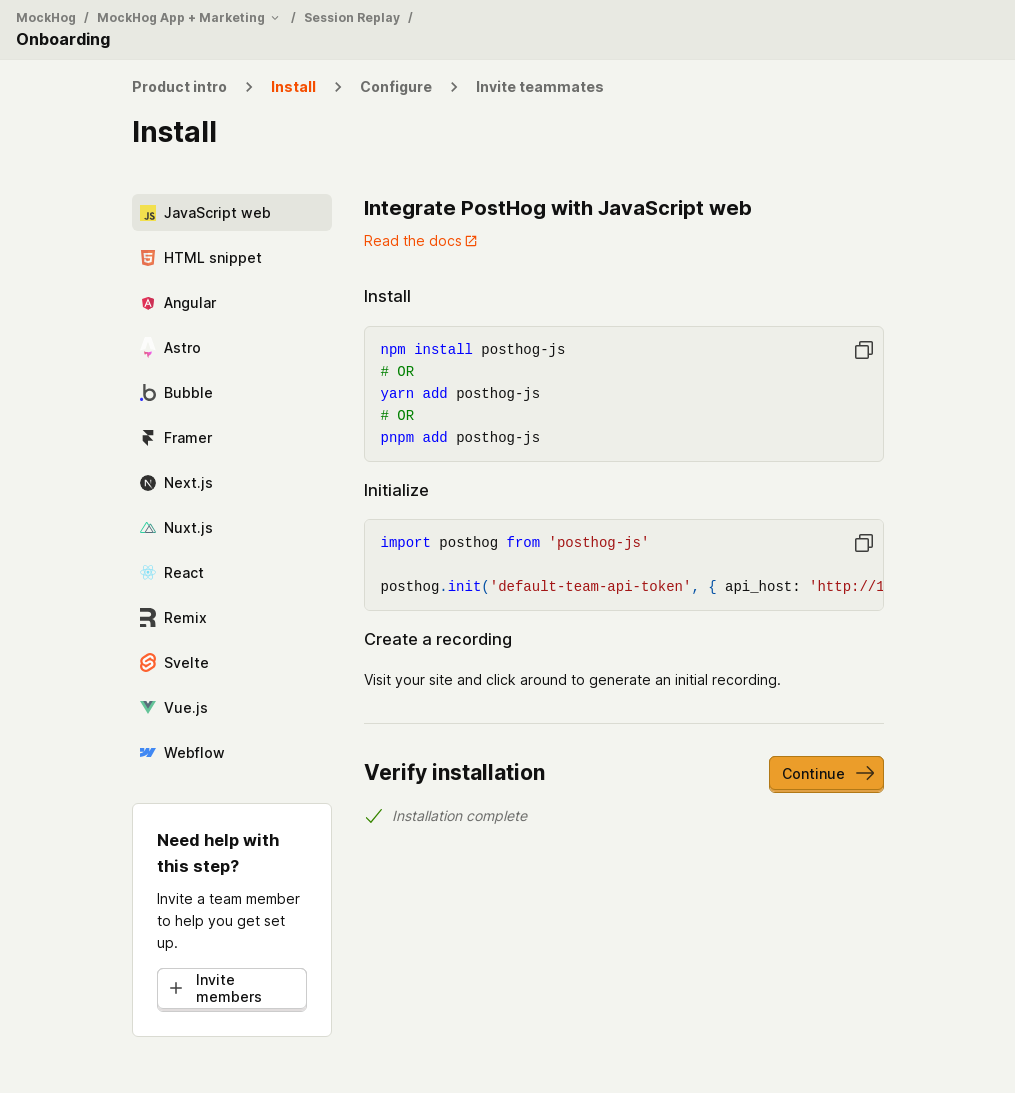 MockHog / MockHog App + Marketing / Session Replay /
Onboarding
Product intro > Install > Configure > Invite teammates
Install
JavaScript web
HTML snippet
Angular
Astro
Bubble
Framer
Next.js
Nuxt.js
React
Remix
Svelte
Vue.js
Webflow
Need help with
this step?
Invite a team member
to help you get set
up.
Invite
members
Integrate PostHog with JavaScript web
Read the docs
Install
npm install posthog-js
# OR
yarn add posthog-js
# OR
pnpm add posthog-js
Initialize
import posthog from 'posthog-js'
posthog.init('default-team-api-token', { api_host: 'http://1
Create a recording
Visit your site and click around to generate an initial recording.
Verify installation
Continue
Installation complete